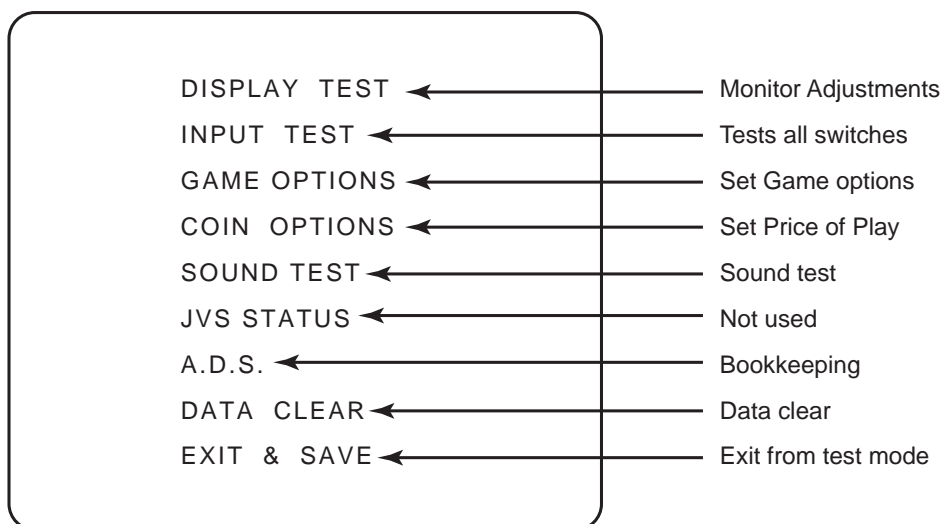 DISPLAY TEST Monitor Adjustments
INPUT TEST Tests all switches
GAME OPTIONS Set Game options
COIN OPTIONS Set Price of Play
SOUND TEST Sound test
JVS STATUS Not used
A.D.S. Bookkeeping
DATA CLEAR Data clear
EXIT & SAVE Exit from test mode